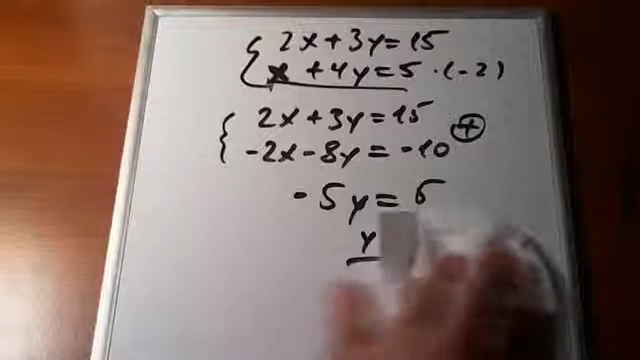 2x+3y=15
x+4y=5 ·(-2)
2x+3y=15
-2x-8y=-10 +
-5y=5
y